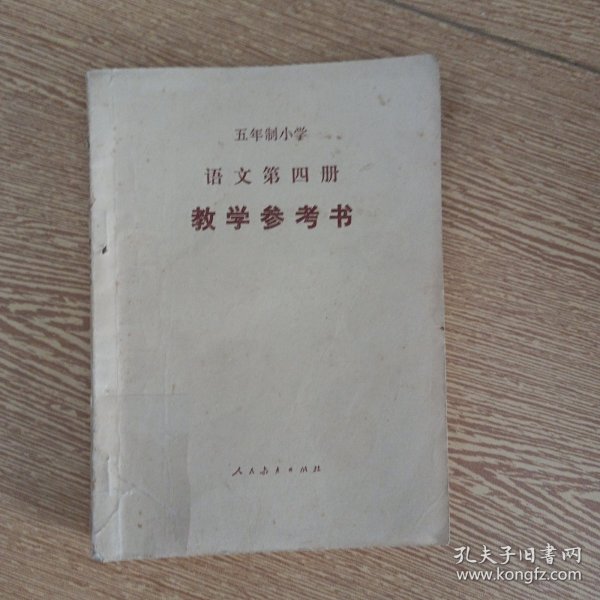 五年制小学
语文第四册
教学参考书
人民教育出版社
孔夫子旧书网
www.kongfz.com